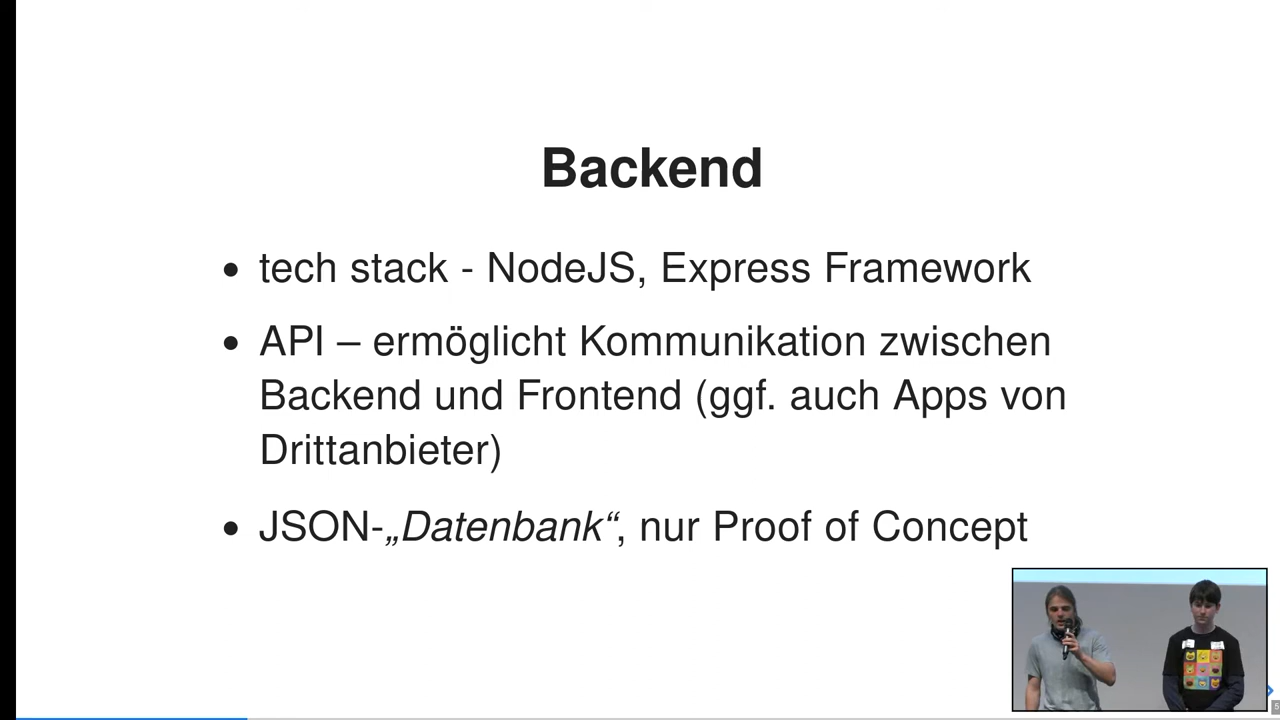 Backend
• tech stack - NodeJS, Express Framework
• API – ermöglicht Kommunikation zwischen
Backend und Frontend (ggf. auch Apps von
Drittanbieter)
• JSON-„Datenbank“, nur Proof of Concept
5